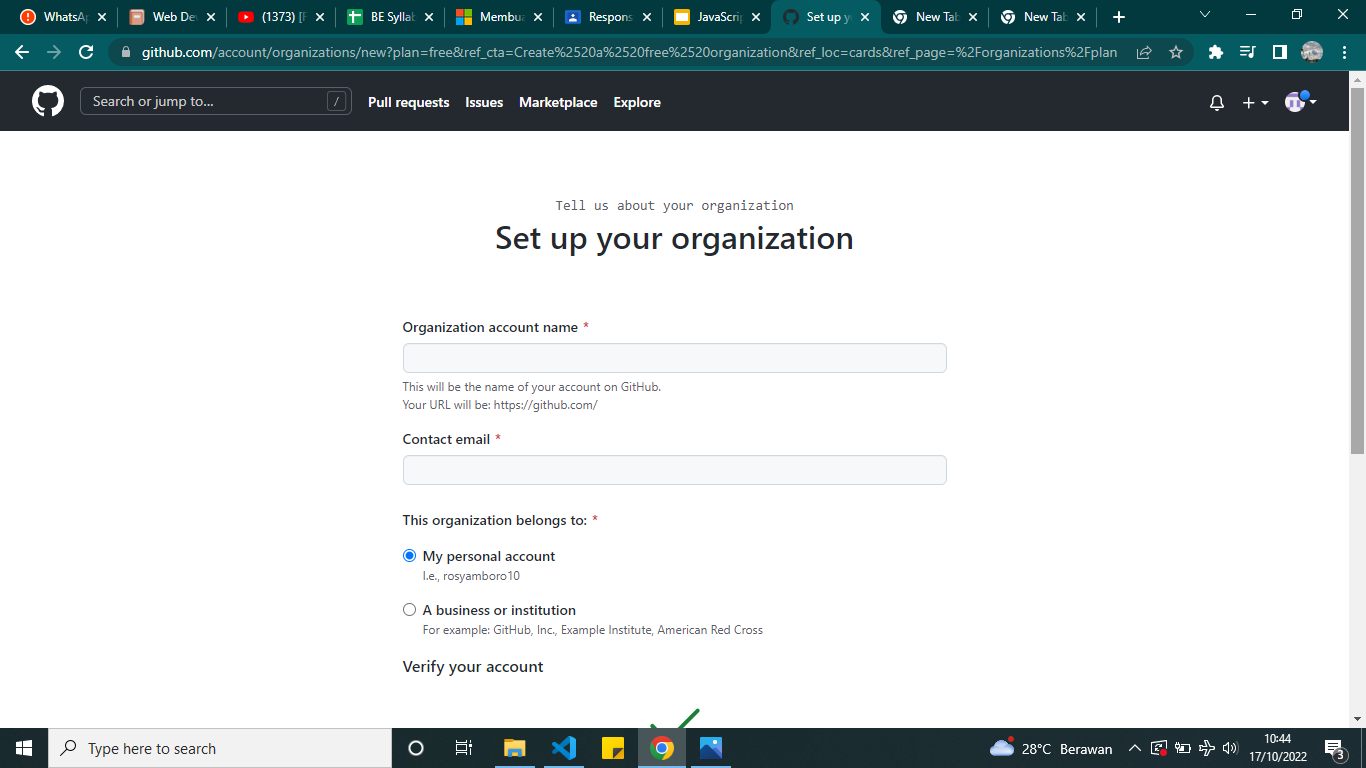 WhatsAp
Web Dev
(1373) [F
BE Syllab
Membua
Respons
JavaScrip
Set up yo
New Tab
New Tab
github.com/account/organizations/new?plan=free&ref_cta=Create%2520a%2520free%2520organization&ref_loc=cards&ref_page=%2Forganizations%2Fplan
Search or jump to...
/
Pull requests
Issues
Marketplace
Explore
Tell us about your organization
Set up your organization
Organization account name *
This will be the name of your account on GitHub.
Your URL will be: https://github.com/
Contact email *
This organization belongs to: *
My personal account
I.e., rosyamboro10
A business or institution
For example: GitHub, Inc., Example Institute, American Red Cross
Verify your account
Type here to search
28°C Berawan
10:44
17/10/2022
3